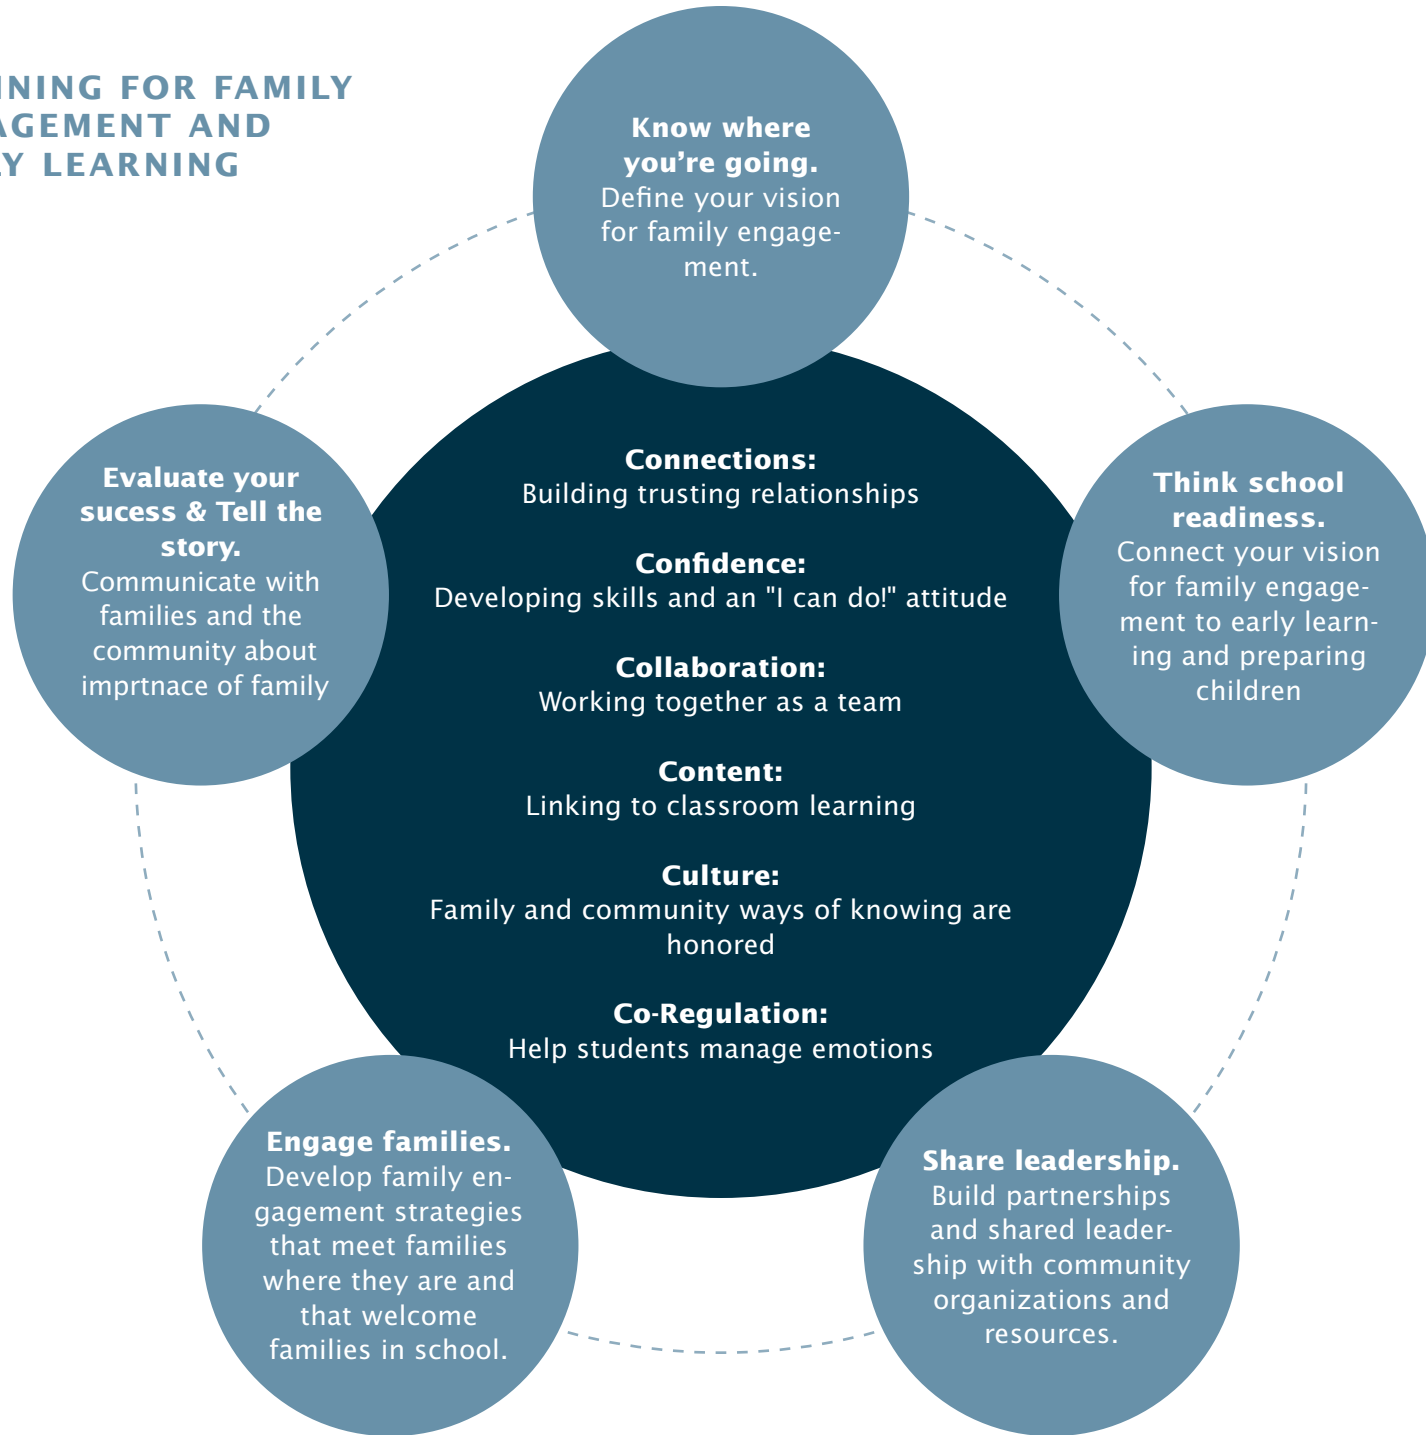 NING FOR FAMILY
AGEMENT AND
Y LEARNING
Know where
you’re going.
Define your vision
for family engage-
ment.
Evaluate your
sucess & Tell the
story.
Communicate with
families and the
community about
imprtnace of family
Connections:
Building trusting relationships
Confidence:
Developing skills and an "I can do!" attitude
Collaboration:
Working together as a team
Content:
Linking to classroom learning
Culture:
Family and community ways of knowing are
honored
Co-Regulation:
Help students manage emotions
Think school
readiness.
Connect your vision
for family engage-
ment to early learn-
ing and preparing
children
Engage families.
Develop family en-
gagement strategies
that meet families
where they are and
that welcome
families in school.
Share leadership.
Build partnerships
and shared leader-
ship with community
organizations and
resources.